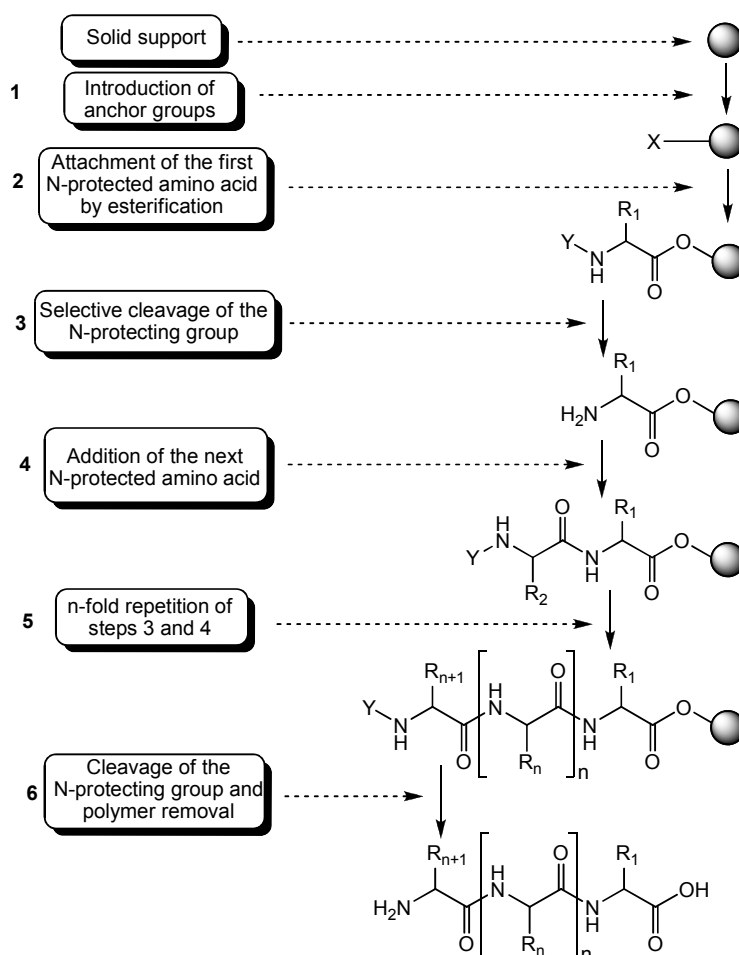 Solid support
1
Introduction of
anchor groups
X
2
Attachment of the first
N-protected amino acid
by esterification
R1
Y
N
H
O
O
3
Selective cleavage of the
N-protecting group
R1
H2N
O
O
4
Addition of the next
N-protected amino acid
H
N
Y
R2
O
N
H
R1
O
O
5
n-fold repetition of
steps 3 and 4
Rn+1
Y
N
H
O
H
N
Rn
O
n
N
H
R1
O
O
6
Cleavage of the
N-protecting group and
polymer removal
Rn+1
H2N
O
H
N
Rn
O
n
N
H
R1
OH
O